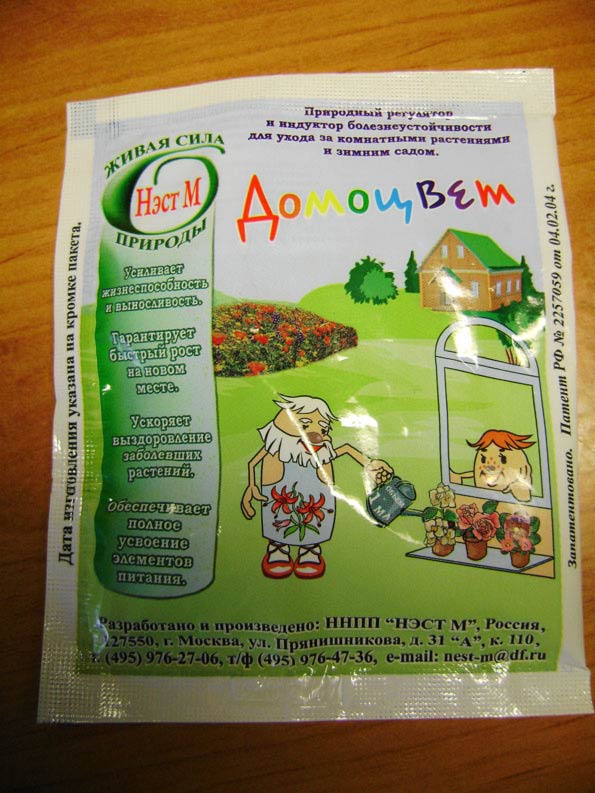 Природный регулятор
и индуктор болезнеустойчивости
для ухода за комнатными растениями
и зимним садом.
ЖИВАЯ СИЛА
Нэст М
ПРИРОДЫ
Домоцвет
Усиливает
жизнеспособность
и выносливость.
Гарантирует
быстрый рост
на новом
месте.
Ускоряет
выздоровление
заболевших
растений.
Обеспечивает
полное
усвоение
элементов
питания.
Дата изготовления указана на кромке пакета.
Запатентовано. Патент РФ № 2257059 от 04.02.04 г.
Разработано и произведено: ННПП "НЭСТ М", Россия,
127550, г. Москва, ул. Прянишникова, д. 31 "А", к. 110,
т. (495) 976-27-06, т/ф (495) 976-47-36, e-mail: nest-m@df.ru